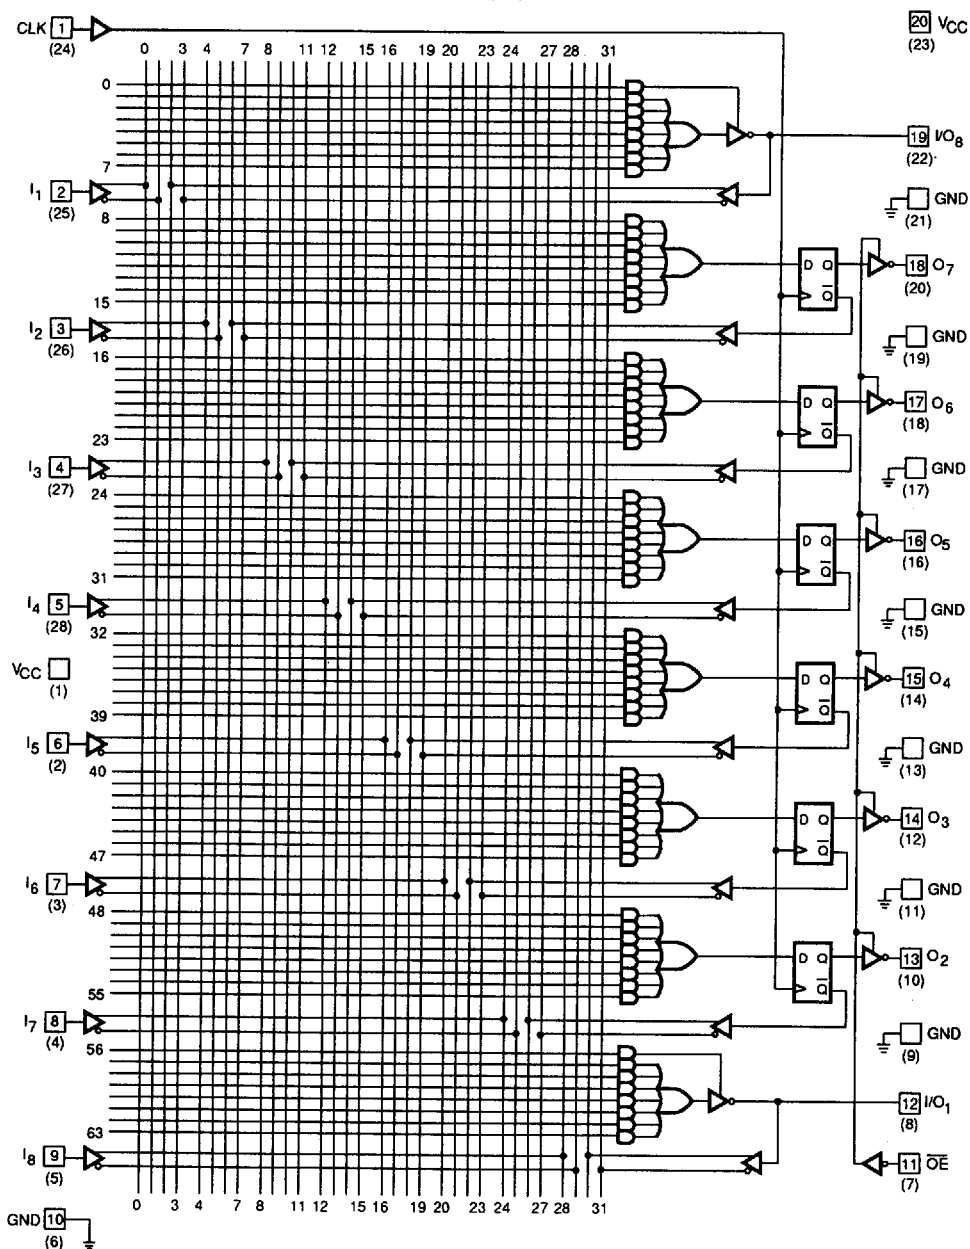 CLK 1 (24)
20 VCC (23)
0 3 4 7 8 11 12 15 16 19 20 23 24 27 28 31
0
19 I/O8 (22)
7
I1 2 (25)
GND (21)
8
D Q Q̅
18 O7 (20)
15
I2 3 (26)
GND (19)
16
D Q Q̅
17 O6 (18)
23
I3 4 (27)
GND (17)
24
D Q Q̅
16 O5 (16)
31
I4 5 (28)
GND (15)
32
VCC (1)
D Q Q̅
15 O4 (14)
39
I5 6 (2)
GND (13)
40
D Q Q̅
14 O3 (12)
47
I6 7 (3)
GND (11)
48
D Q Q̅
13 O2 (10)
55
I7 8 (4)
GND (9)
56
12 I/O1 (8)
63
I8 9 (5)
11 O̅E̅ (7)
0 3 4 7 8 11 12 15 16 19 20 23 24 27 28 31
GND 10 (6)